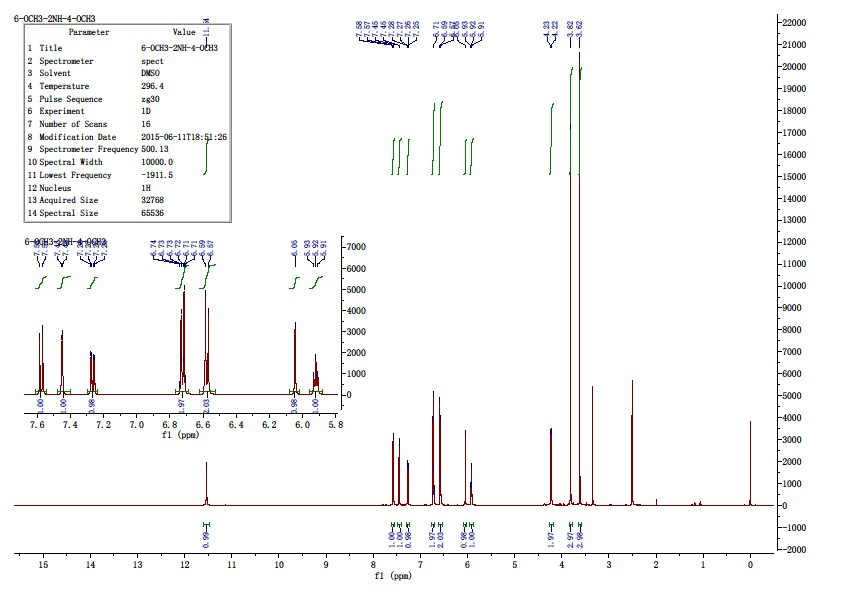 6-OCH3-2NH-4-OCH3
Parameter Value
1 Title 6-OCH3-2NH-4-OCH3
2 Spectrometer spect
3 Solvent DMSO
4 Temperature 296.4
5 Pulse Sequence zg30
6 Experiment 1D
7 Number of Scans 16
8 Modification Date 2015-06-11T18:51:26
9 Spectrometer Frequency 500.13
10 Spectral Width 10000.0
11 Lowest Frequency -1911.5
12 Nucleus 1H
13 Acquired Size 32768
14 Spectral Size 65536
7.58 7.57 7.45 7.45 7.28 7.27 7.26 7.25 6.71 6.59 6.57 6.05 5.93 5.92 5.91 4.23 4.22 3.82 3.62
22000
21000
20000
19000
18000
17000
16000
15000
14000
13000
12000
11000
10000
9000
8000
7000
6000
5000
4000
3000
2000
1000
0
-1000
-2000
6-OCH3-2NH-4-OCH3
6.74 6.73 6.73 6.72 6.71 6.71 6.59 6.57 6.05 5.93 5.92 5.91
7000
6000
5000
4000
3000
2000
1000
0
1.00 1.00 0.98 1.97 2.03 0.98 1.00
7.6 7.4 7.2 7.0 6.8 6.6 6.4 6.2 6.0 5.8
f1 (ppm)
0.99 1.00 1.00 0.98 1.97 2.03 0.98 1.00 1.97 2.97 2.98
15 14 13 12 11 10 9 8 7 6 5 4 3 2 1 0
f1 (ppm)